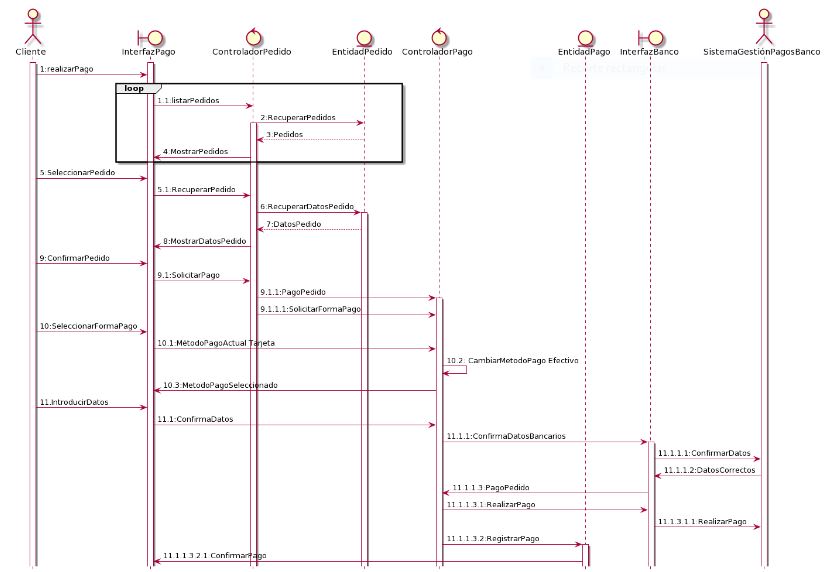 Cliente
InterfazPago
ControladorPedido
EntidadPedido
ControladorPago
EntidadPago
InterfazBanco
SistemaGestiónPagosBanco
1:realizarPago
loop
1.1:listarPedidos
2:RecuperarPedidos
3:Pedidos
4:MostrarPedidos
5:SeleccionarPedido
5.1:RecuperarPedido
6:RecuperarDatosPedido
7:DatosPedido
8:MostrarDatosPedido
9:ConfirmarPedido
9.1:SolicitarPago
9.1.1:PagoPedido
9.1.1.1:SolicitarFormaPago
10:SeleccionarFormaPago
10.1:MétodoPagoActual Tarjeta
10.2: CambiarMetodoPago Efectivo
10.3:MetodoPagoSeleccionado
11.IntroducirDatos
11.1:ConfirmaDatos
11.1.1:ConfirmaDatosBancarios
11.1.1.1:ConfirmarDatos
11.1.1.2:DatosCorrectos
11.1.1.3:PagoPedido
11.1.1.3.1:RealizarPago
11.1.3.1.1:RealizarPago
11.1.1.3.2:RegistrarPago
11.1.1.3.2.1:ConfirmarPago